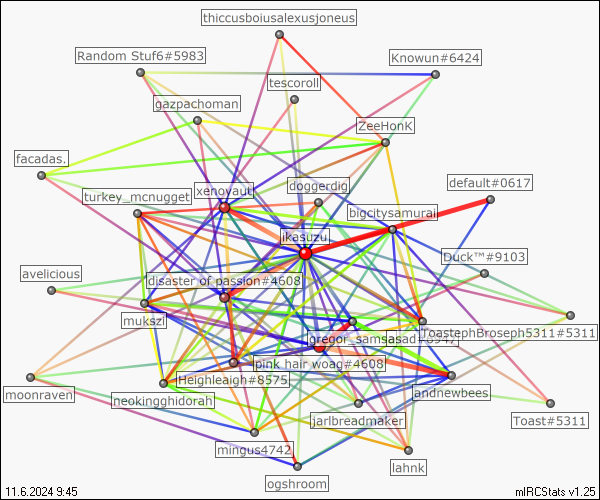 thiccusboiusalexusjoneus
Random Stuf6#5983
Knowun#6424
tescoroll
gazpachoman
ZeeHonK
facadas.
xenoyaut
doggerdig
default#0617
turkey_mcnugget
bigcitysamurai
ikasuzu
Duck™#9103
avelicious
disaster of passion#4608
mukszi
ToastephBroseph5311#5311
pink hair woag#4608
Heighleaigh#8575
moonraven
neokingghidorah
andnewbees
jarlbreadmaker
Toast#5311
mingus4742
lahnk
ogshroom
11.6.2024 9:45
mIRCStats v1.25